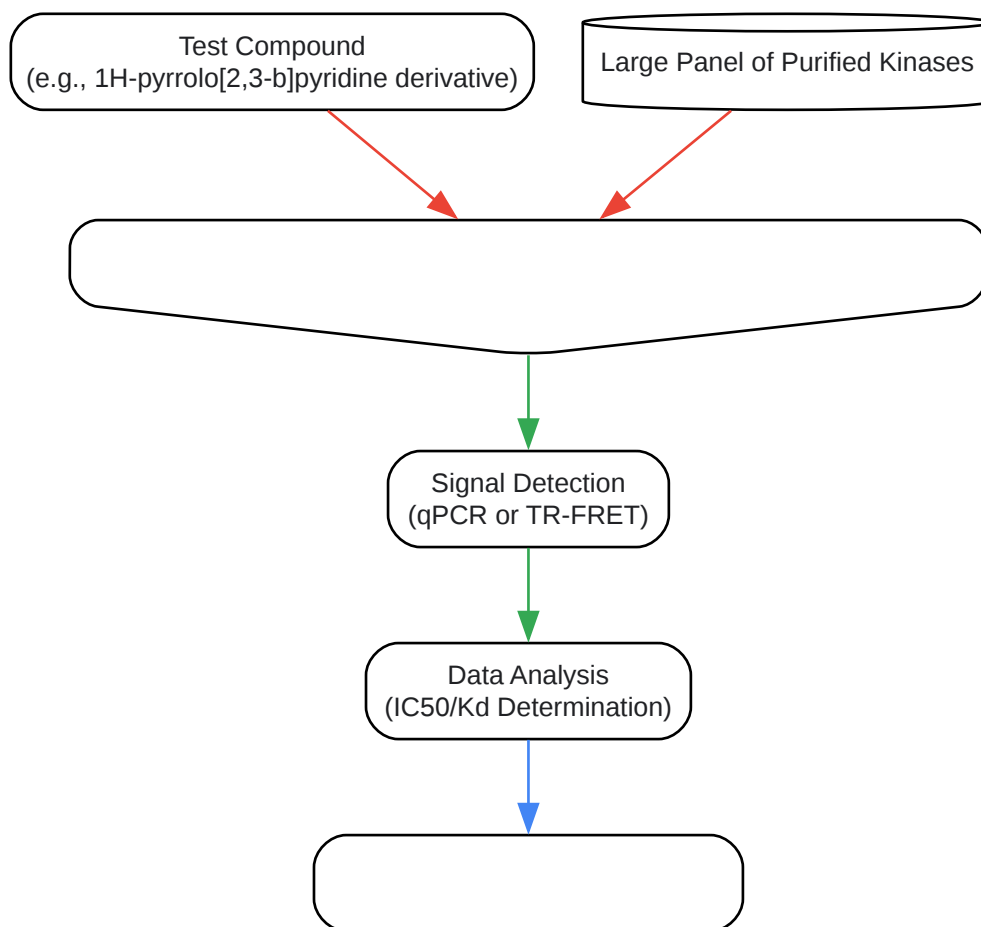 Test Compound
(e.g., 1H-pyrrolo[2,3-b]pyridine derivative)
Large Panel of Purified Kinases
Signal Detection
(qPCR or TR-FRET)
Data Analysis
(IC50/Kd Determination)